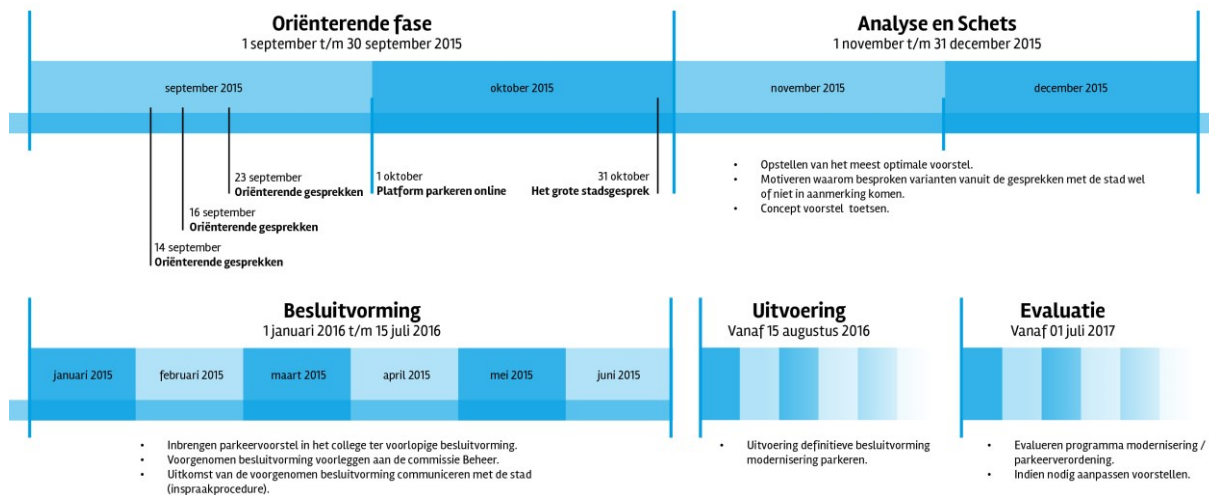 Oriënterende fase
1 september t/m 30 september 2015
september 2015
oktober 2015
23 september
Oriënterende gesprekken
1 oktober
Platform parkeren online
31 oktober
Het grote stadsgesprek
16 september
Oriënterende gesprekken
14 september
Oriënterende gesprekken
Analyse en Schets
1 november t/m 31 december 2015
november 2015
december 2015
• Opstellen van het meest optimale voorstel.
• Motiveren waarom besproken varianten vanuit de gesprekken met de stad wel
of niet in aanmerking komen.
• Concept voorstel toetsen.
Besluitvorming
1 januari 2016 t/m 15 juli 2016
januari 2015
februari 2015
maart 2015
april 2015
mei 2015
juni 2015
• Inbrengen parkeervoorstel in het college ter voorlopige besluitvorming.
• Voorgenomen besluitvorming voorleggen aan de commissie Beheer.
• Uitkomst van de voorgenomen besluitvorming communiceren met de stad
(inspraakprocedure).
Uitvoering
Vanaf 15 augustus 2016
• Uitvoering definitieve besluitvorming
modernisering parkeren.
Evaluatie
Vanaf 01 juli 2017
• Evalueren programma modernisering /
parkeerverordening.
• Indien nodig aanpassen voorstellen.